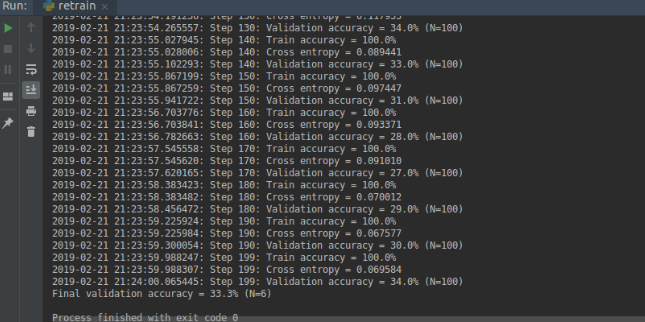 Run: retrain
2019-02-21 21:23:54.191256: Step 130: Cross entropy = 0.117955
2019-02-21 21:23:54.265557: Step 130: Validation accuracy = 34.0% (N=100)
2019-02-21 21:23:55.027945: Step 140: Train accuracy = 100.0%
2019-02-21 21:23:55.028006: Step 140: Cross entropy = 0.089441
2019-02-21 21:23:55.102293: Step 140: Validation accuracy = 33.0% (N=100)
2019-02-21 21:23:55.867199: Step 150: Train accuracy = 100.0%
2019-02-21 21:23:55.867259: Step 150: Cross entropy = 0.097447
2019-02-21 21:23:55.941722: Step 150: Validation accuracy = 31.0% (N=100)
2019-02-21 21:23:56.703776: Step 160: Train accuracy = 100.0%
2019-02-21 21:23:56.703841: Step 160: Cross entropy = 0.093371
2019-02-21 21:23:56.782663: Step 160: Validation accuracy = 28.0% (N=100)
2019-02-21 21:23:57.545558: Step 170: Train accuracy = 100.0%
2019-02-21 21:23:57.545620: Step 170: Cross entropy = 0.091010
2019-02-21 21:23:57.620165: Step 170: Validation accuracy = 27.0% (N=100)
2019-02-21 21:23:58.383423: Step 180: Train accuracy = 100.0%
2019-02-21 21:23:58.383482: Step 180: Cross entropy = 0.070012
2019-02-21 21:23:58.456472: Step 180: Validation accuracy = 29.0% (N=100)
2019-02-21 21:23:59.225924: Step 190: Train accuracy = 100.0%
2019-02-21 21:23:59.225984: Step 190: Cross entropy = 0.067577
2019-02-21 21:23:59.300054: Step 190: Validation accuracy = 30.0% (N=100)
2019-02-21 21:23:59.988247: Step 199: Train accuracy = 100.0%
2019-02-21 21:23:59.988307: Step 199: Cross entropy = 0.069584
2019-02-21 21:24:00.065445: Step 199: Validation accuracy = 34.0% (N=100)
Final validation accuracy = 33.3% (N=6)
Process finished with exit code 0